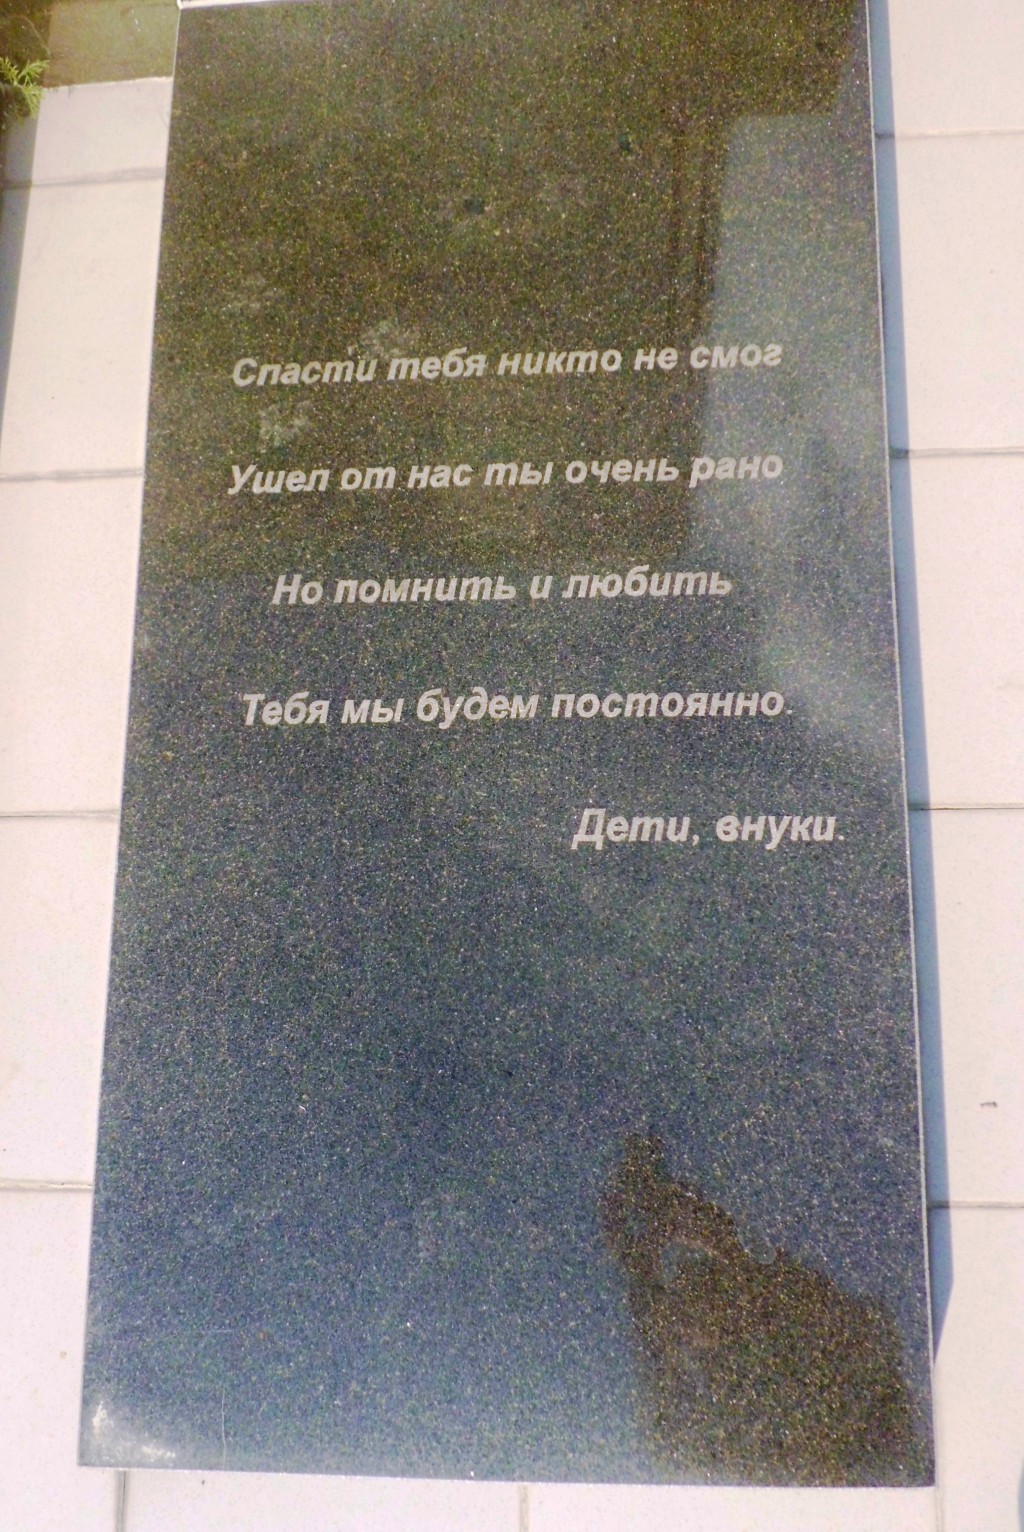 Спасти тебя никто не смог
Ушел от нас ты очень рано
Но помнить и любить
Тебя мы будем постоянно.
Дети, внуки.